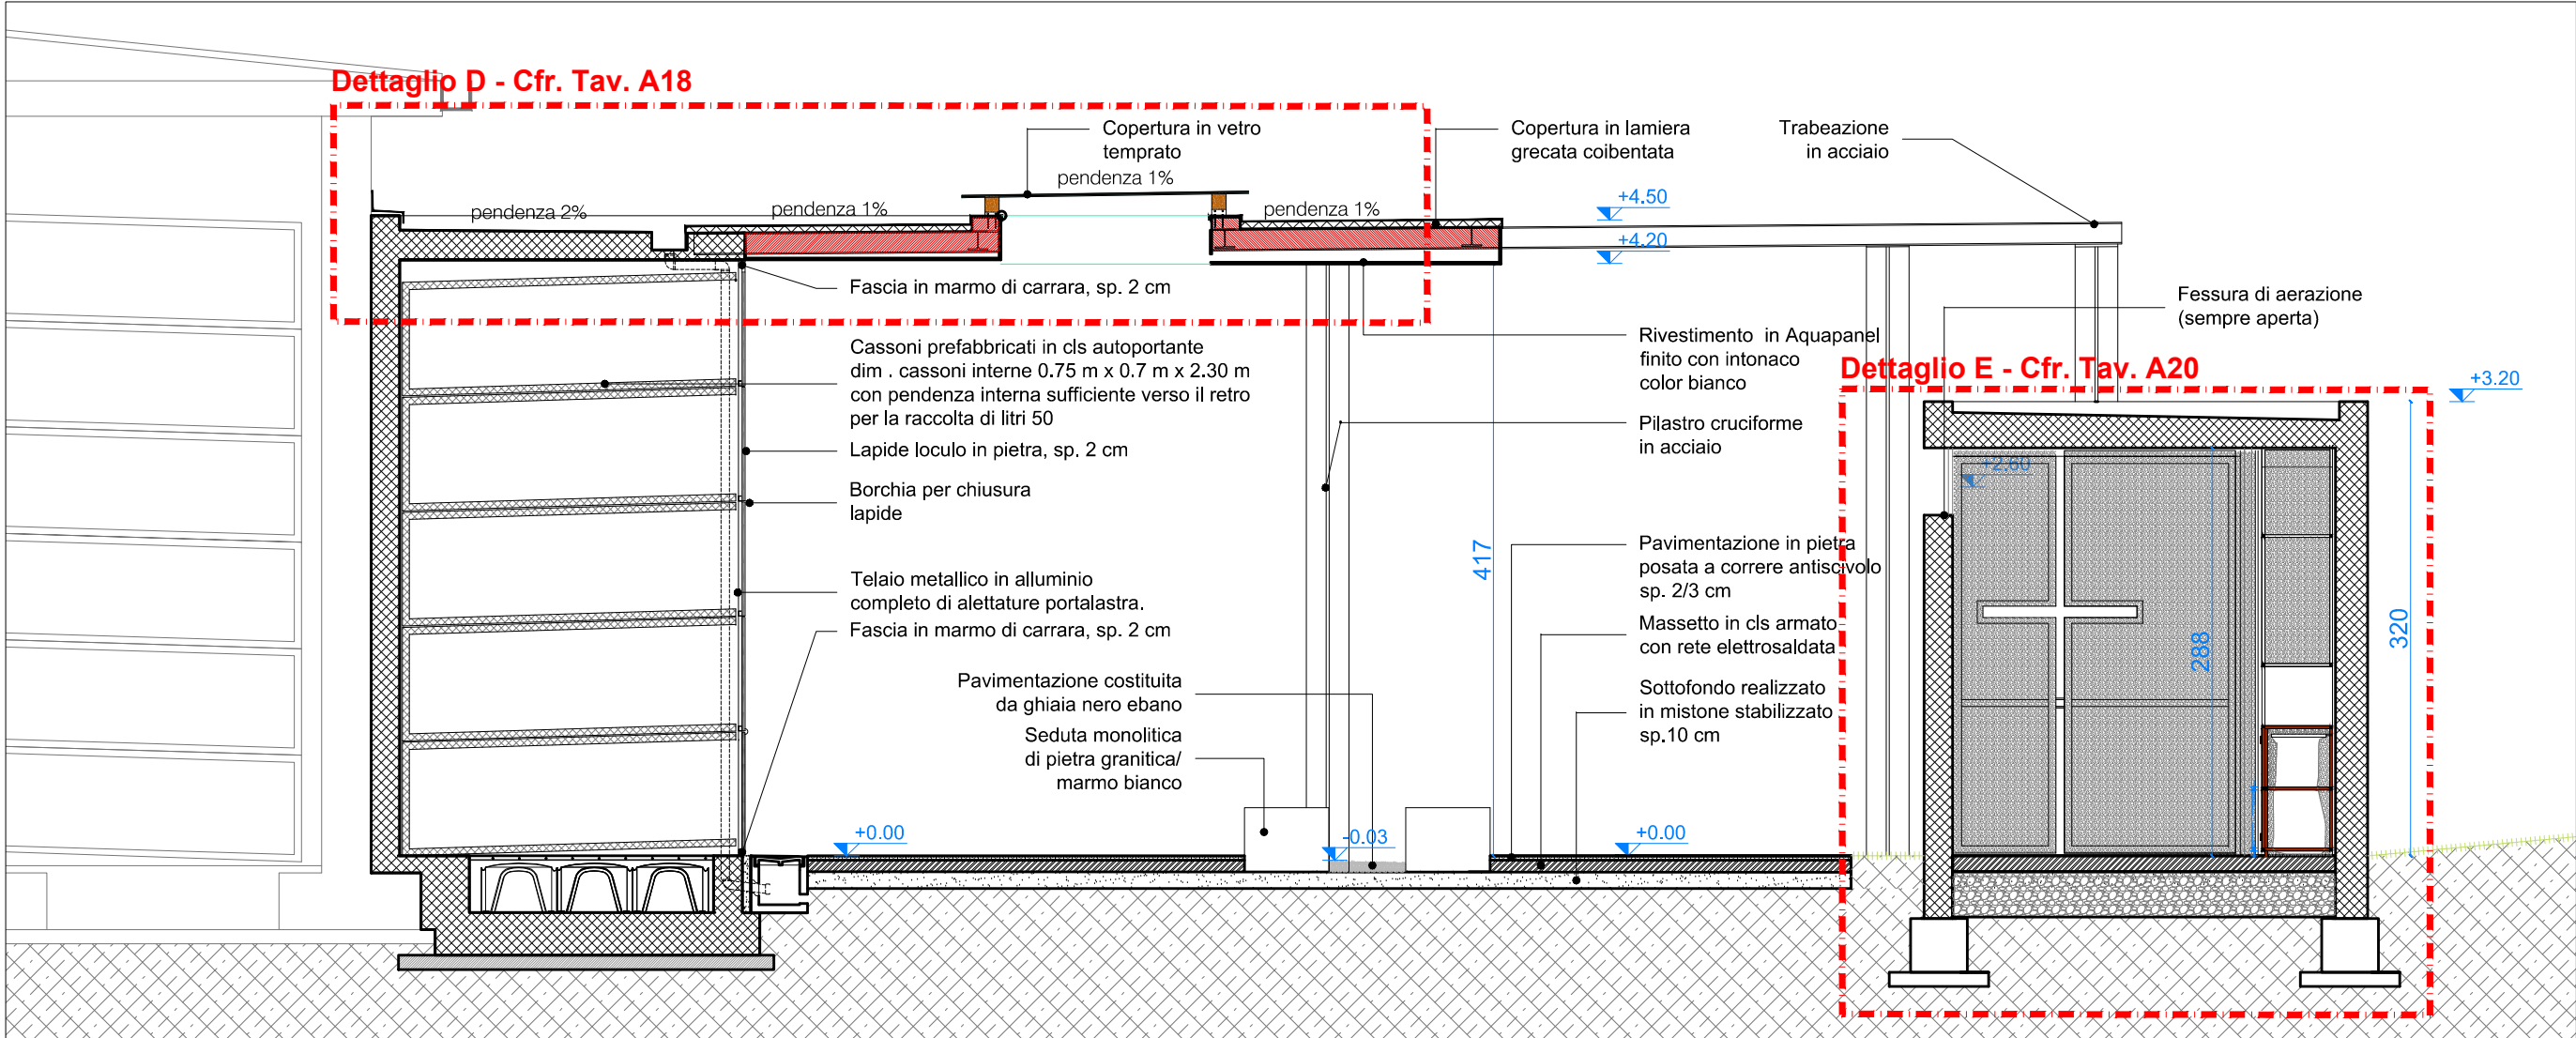 Dettaglio D - Cfr. Tav. A18
Copertura in vetro
temprato
Copertura in lamiera
grecata coibentata
Trabeazione
in acciaio
pendenza 1%
pendenza 2%
pendenza 1%
pendenza 1%
+4.50
+4.20
Fascia in marmo di carrara, sp. 2 cm
Fessura di aerazione
(sempre aperta)
Cassoni prefabbricati in cls autoportante
dim . cassoni interne 0.75 m x 0.7 m x 2.30 m
con pendenza interna sufficiente verso il retro
per la raccolta di litri 50
Rivestimento in Aquapanel
finito con intonaco
color bianco
Dettaglio E - Cfr. Tav. A20
+3.20
Pilastro cruciforme
in acciaio
Lapide loculo in pietra, sp. 2 cm
+2.60
Borchia per chiusura
lapide
417
Pavimentazione in pietra
posata a correre antiscivolo
sp. 2/3 cm
Telaio metallico in alluminio
completo di alettature portalastra.
Fascia in marmo di carrara, sp. 2 cm
Massetto in cls armato
con rete elettrosaldata
288
320
Pavimentazione costituita
da ghiaia nero ebano
Sottofondo realizzato
in mistone stabilizzato
sp.10 cm
Seduta monolitica
di pietra granitica/
marmo bianco
+0.00
-0.03
+0.00